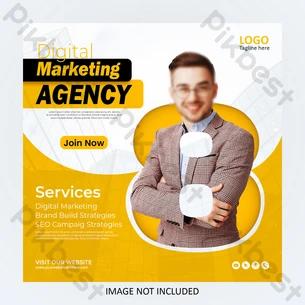 Digital
Marketing
AGENCY
LOGO
Tagline here
Join Now
Services
Digital Marketing
Brand Build Strategies
SEO Campaig Strategies
VISIT OUR WEBSITE
IMAGE NOT INCLUDED
Pikbest